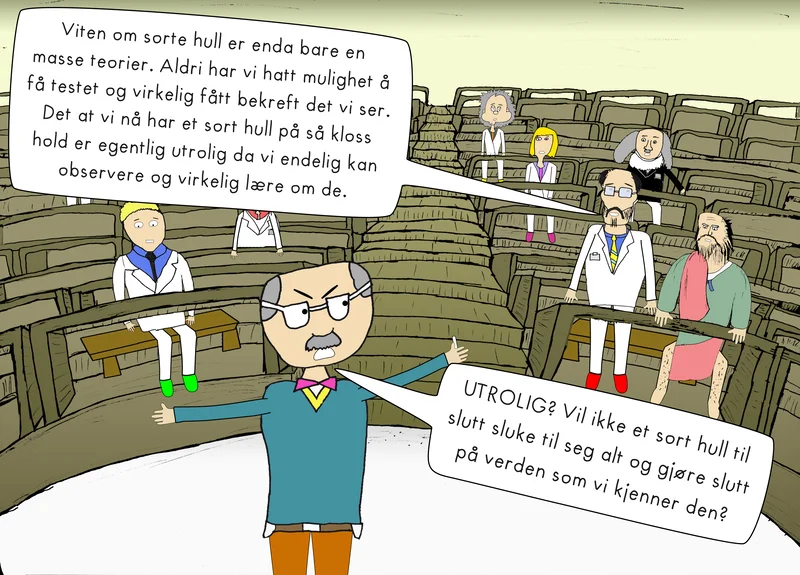 Viten om sorte hull er enda bare en
masse teorier. Aldri har vi hatt mulighet å
få testet og virkelig fått bekreft det vi ser.
Det at vi nå har et sort hull på så kloss
hold er egentlig utrolig da vi endelig kan
observere og virkelig lære om de.
UTROLIG? Vil ikke et sort hull til
slutt sluke til seg alt og gjøre slutt
på verden som vi kjenner den?